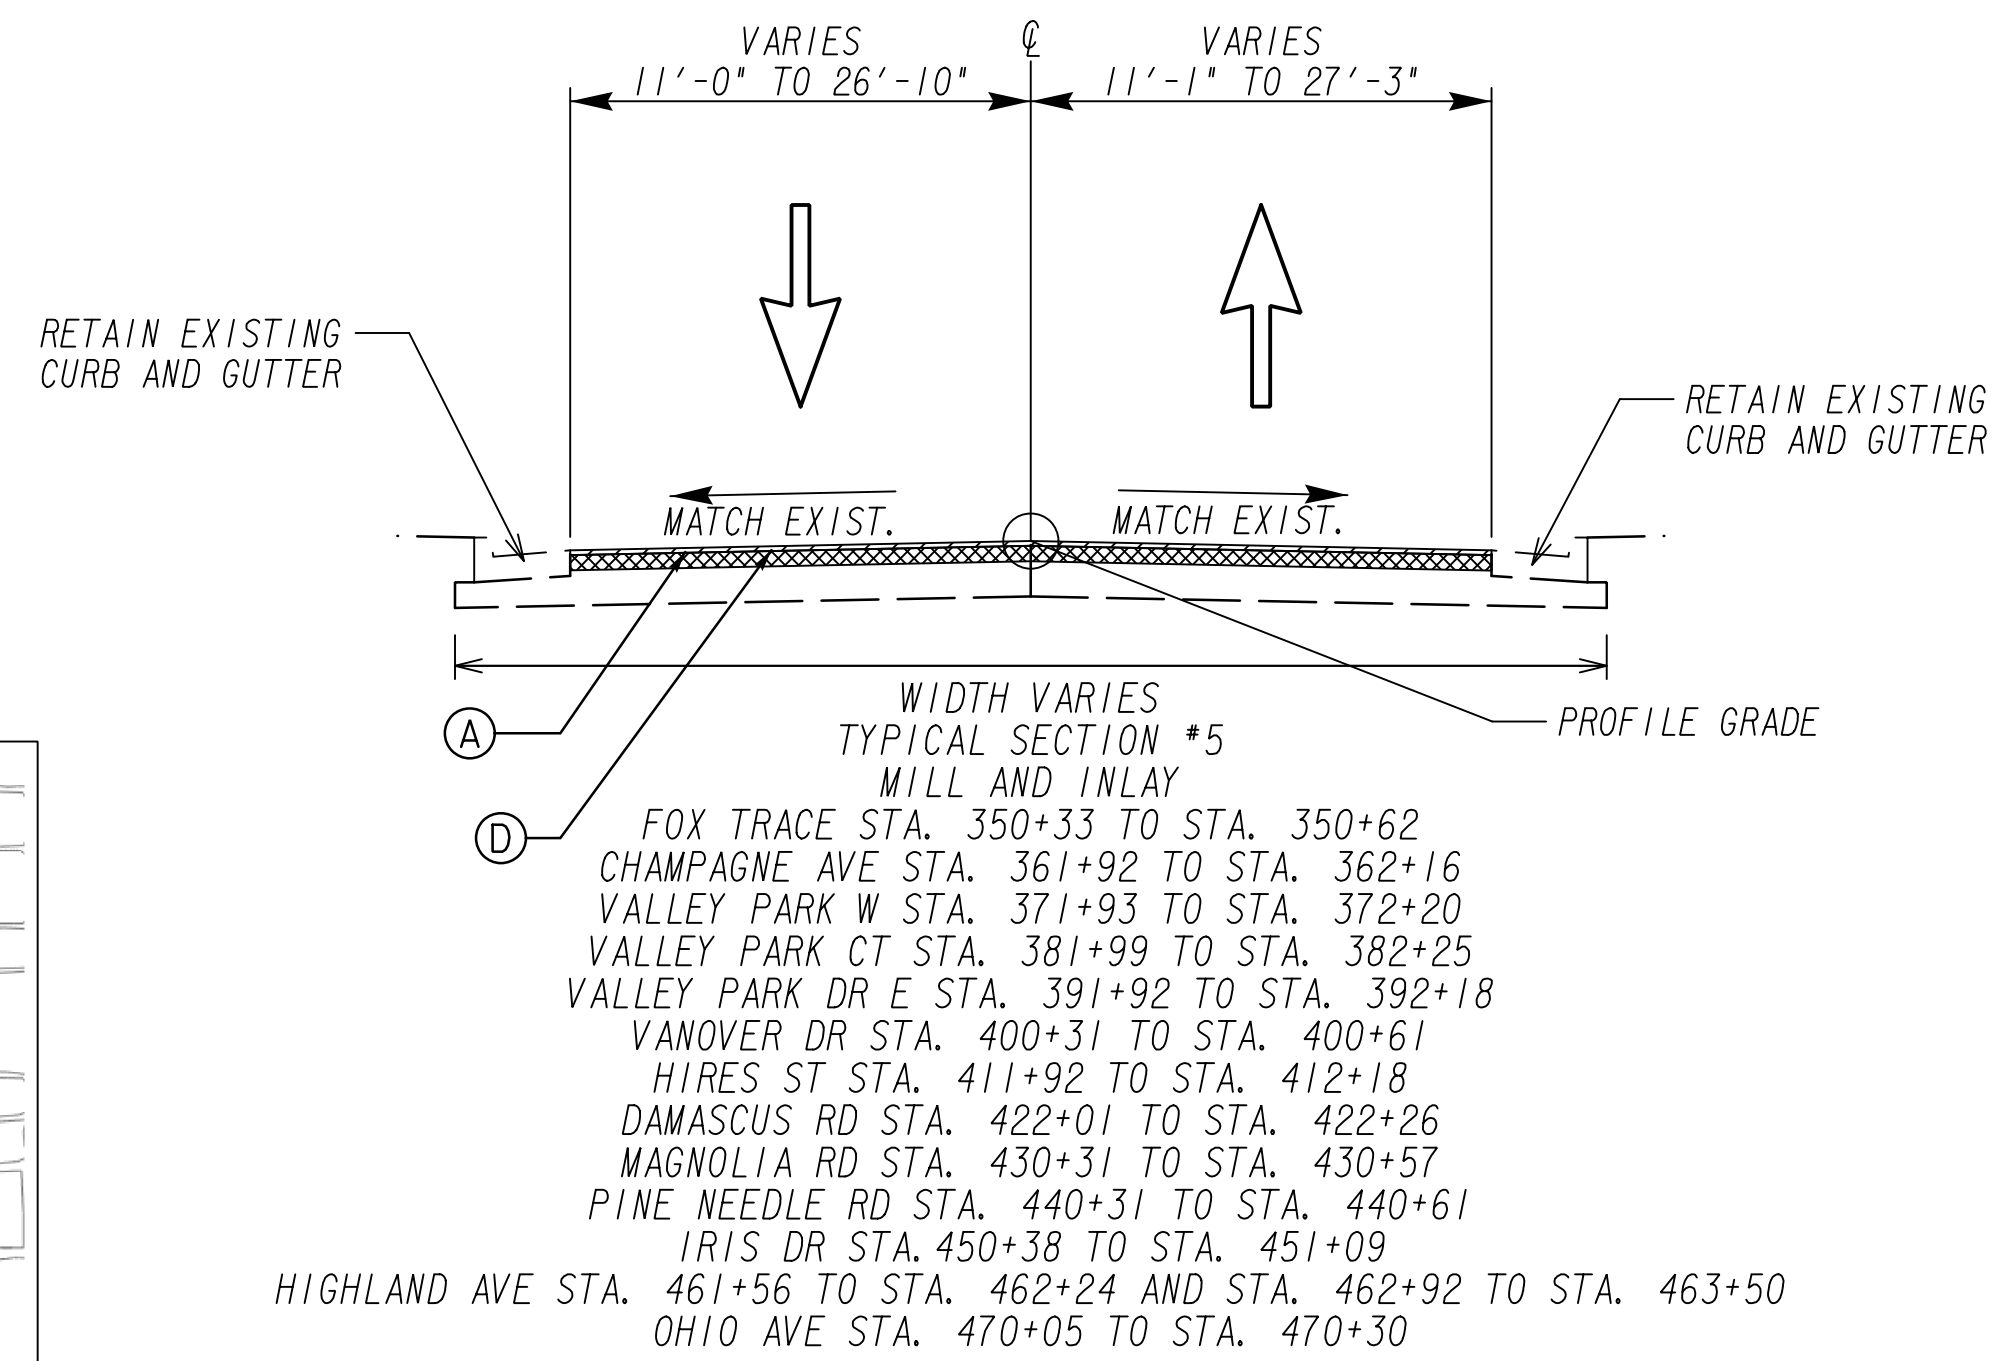 VARIES
11'-0" TO 26'-10"
℄
VARIES
11'-1" TO 27'-3"
RETAIN EXISTING
CURB AND GUTTER
RETAIN EXISTING
CURB AND GUTTER
MATCH EXIST.
MATCH EXIST.
A
D
PROFILE GRADE
WIDTH VARIES
TYPICAL SECTION #5
MILL AND INLAY
FOX TRACE STA. 350+33 TO STA. 350+62
CHAMPAGNE AVE STA. 361+92 TO STA. 362+16
VALLEY PARK W STA. 371+93 TO STA. 372+20
VALLEY PARK CT STA. 381+99 TO STA. 382+25
VALLEY PARK DR E STA. 391+92 TO STA. 392+18
VANOVER DR STA. 400+31 TO STA. 400+61
HIRES ST STA. 411+92 TO STA. 412+18
DAMASCUS RD STA. 422+01 TO STA. 422+26
MAGNOLIA RD STA. 430+31 TO STA. 430+57
PINE NEEDLE RD STA. 440+31 TO STA. 440+61
IRIS DR STA. 450+38 TO STA. 451+09
HIGHLAND AVE STA. 461+56 TO STA. 462+24 AND STA. 462+92 TO STA. 463+50
OHIO AVE STA. 470+05 TO STA. 470+30